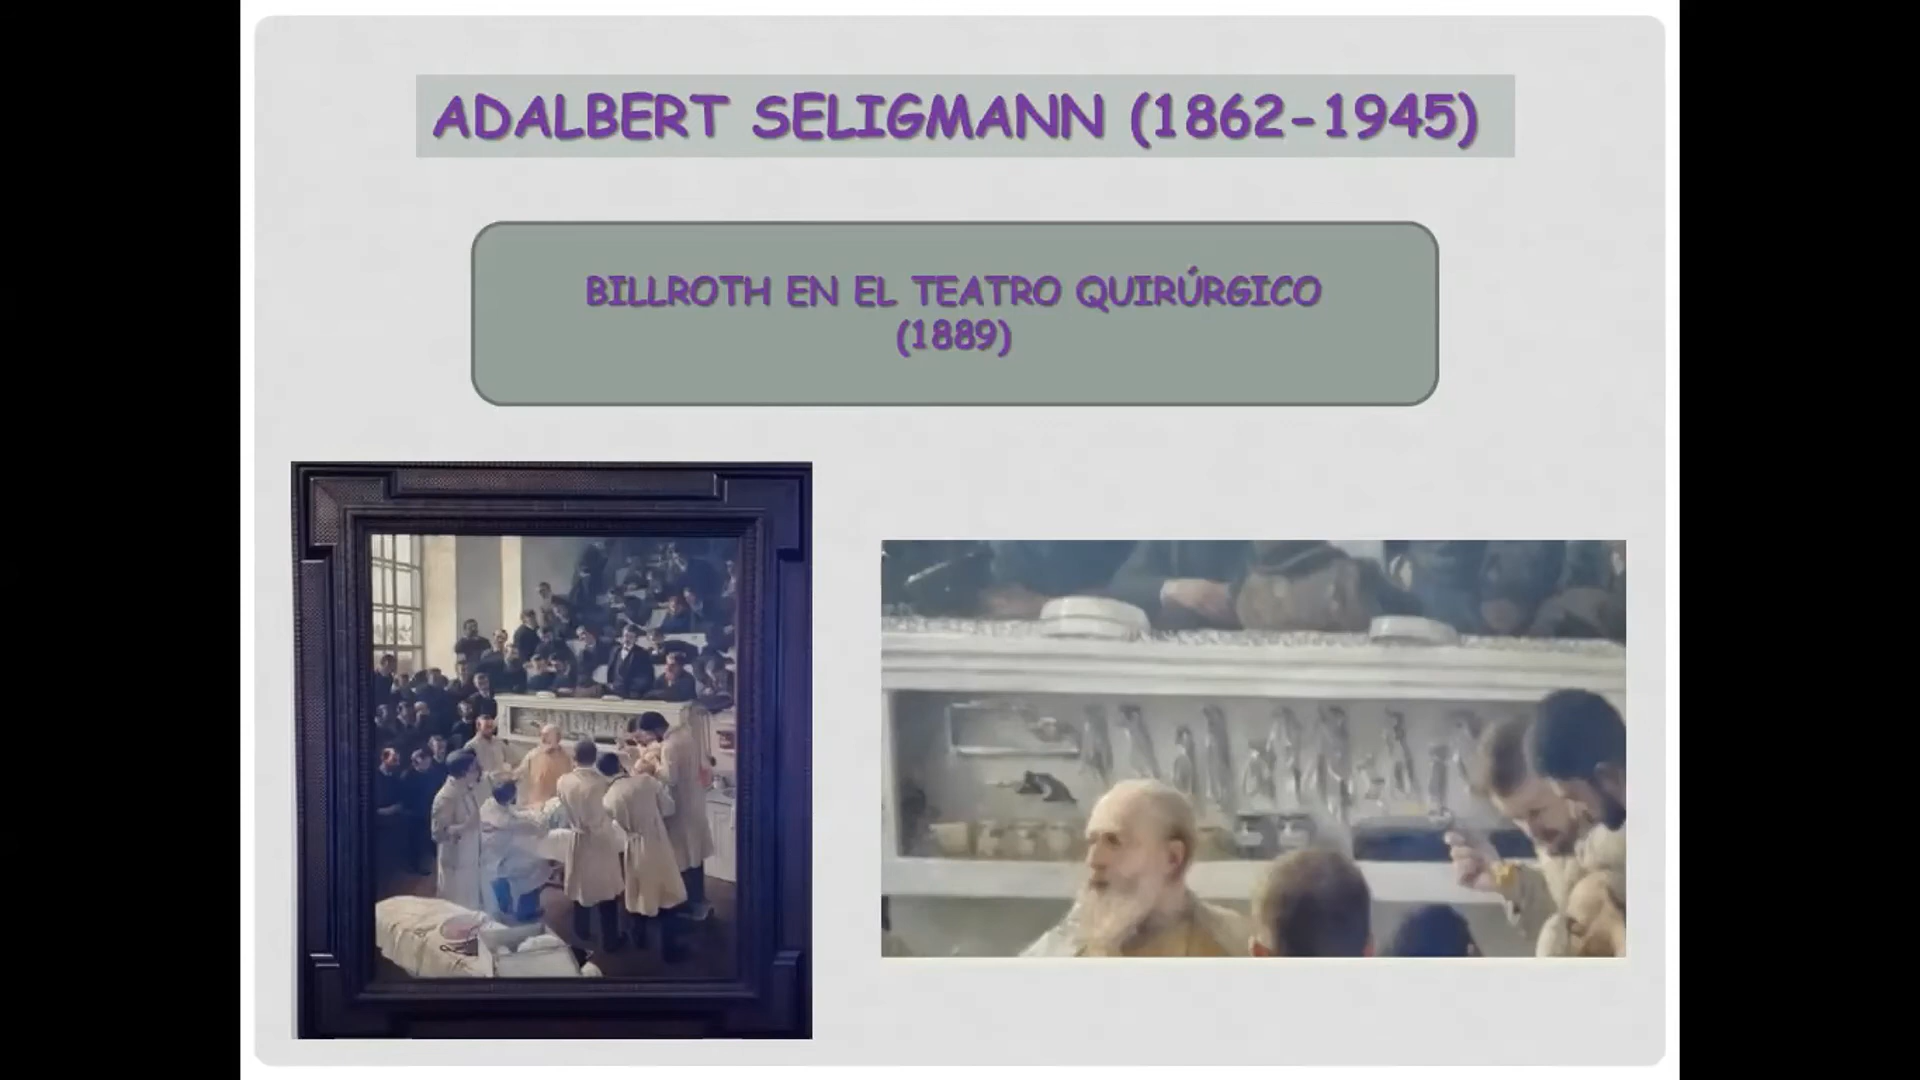 ADALBERT SELIGMANN (1862-1945)
BILLROTH EN EL TEATRO QUIRÚRGICO
(1889)